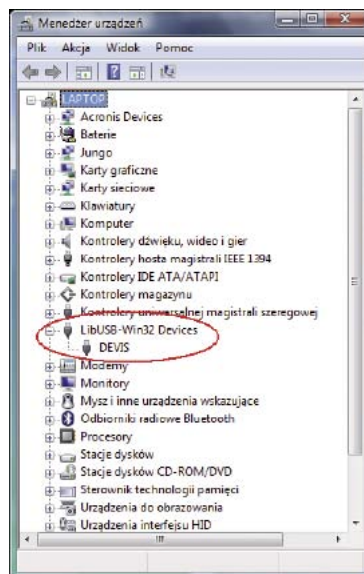 Menedżer urządzeń
Plik Akcja Widok Pomoc
LAPTOP
Acronis Devices
Baterie
Jungo
Karty graficzne
Karty sieciowe
Klawiatury
Komputer
Kontrolery dźwięku, wideo i gier
Kontrolery hosta magistrali IEEE 1394
Kontrolery IDE ATA/ATAPI
Kontrolery magazynu
Kontrolery uniwersalnej magistrali szeregowej
LibUSB-Win32 Devices
DEVIS
Modemy
Monitory
Mysz i inne urządzenia wskazujące
Odbiorniki radiowe Bluetooth
Procesory
Stacje dysków
Stacje dysków CD-ROM/DVD
Sterownik technologii pamięci
Urządzenia do obrazowania
Urządzenia interfejsu HID